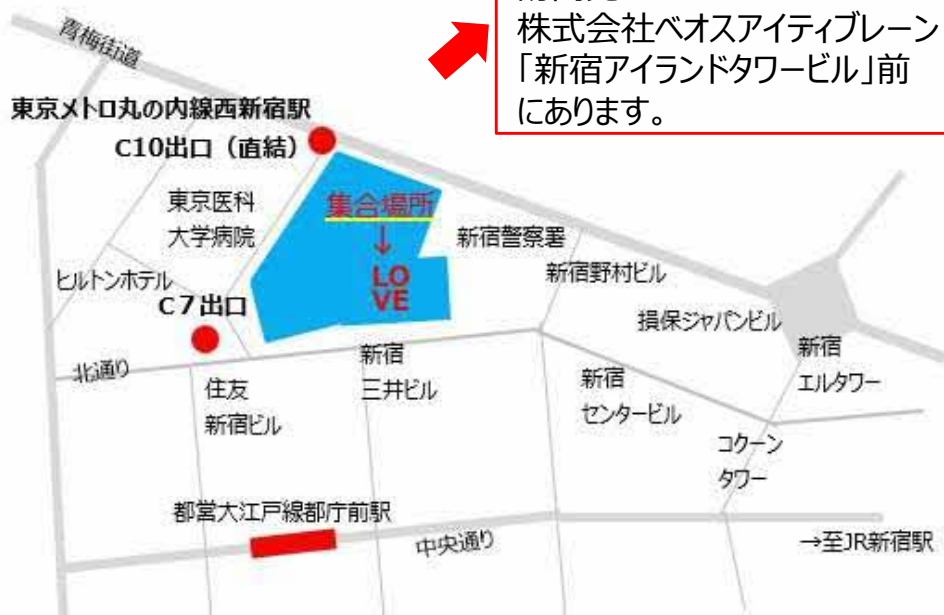 株式会社ベオスアイティブレーン
「新宿アイランドタワービル」前
にあります。
青梅街道
東京メトロ丸の内線西新宿駅
C10出口（直結）
東京医科
大学病院
集合場所
↓
LO
VE
新宿警察署
新宿野村ビル
ヒルトンホテル
C７出口
損保ジャパンビル
新宿
エルタワー
北通り
住友
新宿ビル
新宿
三井ビル
新宿
センタービル
コクーン
タワー
都営大江戸線都庁前駅
中央通り
→至JR新宿駅